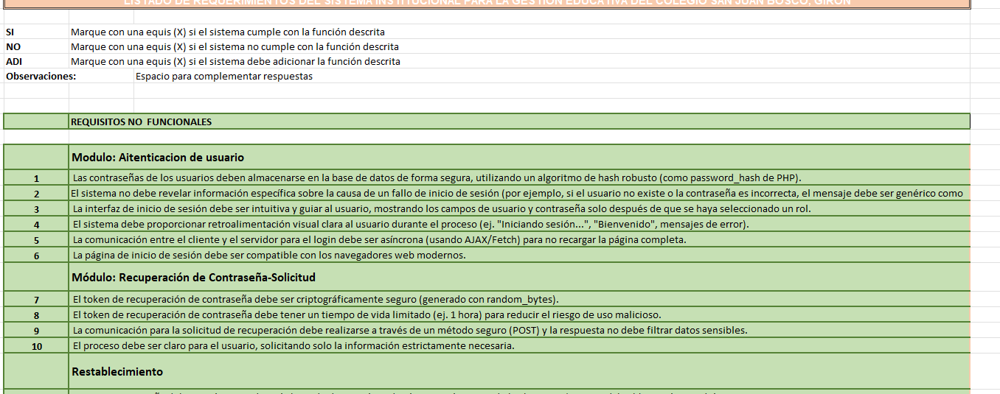 LISTADO DE REQUERIMIENTOS DEL SISTEMA INSTITUCIONAL PARA LA GESTIÓN EDUCATIVA DEL COLEGIO SAN JUAN BOSCO, GIRÓN
SI Marque con una equis (X) si el sistema cumple con la función descrita
NO Marque con una equis (X) si el sistema no cumple con la función descrita
ADI Marque con una equis (X) si el sistema debe adicionar la función descrita
Observaciones: Espacio para complementar respuestas
REQUISITOS NO FUNCIONALES
Modulo: Aitenticacion de usuario
1 Las contraseñas de los usuarios deben almacenarse en la base de datos de forma segura, utilizando un algoritmo de hash robusto (como password_hash de PHP).
2 El sistema no debe revelar información específica sobre la causa de un fallo de inicio de sesión (por ejemplo, si el usuario no existe o la contraseña es incorrecta, el mensaje debe ser genérico como
3 La interfaz de inicio de sesión debe ser intuitiva y guiar al usuario, mostrando los campos de usuario y contraseña solo después de que se haya seleccionado un rol.
4 El sistema debe proporcionar retroalimentación visual clara al usuario durante el proceso (ej. "Iniciando sesión...", "Bienvenido", mensajes de error).
5 La comunicación entre el cliente y el servidor para el login debe ser asíncrona (usando AJAX/Fetch) para no recargar la página completa.
6 La página de inicio de sesión debe ser compatible con los navegadores web modernos.
Módulo: Recuperación de Contraseña-Solicitud
7 El token de recuperación de contraseña debe ser criptográficamente seguro (generado con random_bytes).
8 El token de recuperación de contraseña debe tener un tiempo de vida limitado (ej. 1 hora) para reducir el riesgo de uso malicioso.
9 La comunicación para la solicitud de recuperación debe realizarse a través de un método seguro (POST) y la respuesta no debe filtrar datos sensibles.
10 El proceso debe ser claro para el usuario, solicitando solo la información estrictamente necesaria.
Restablecimiento